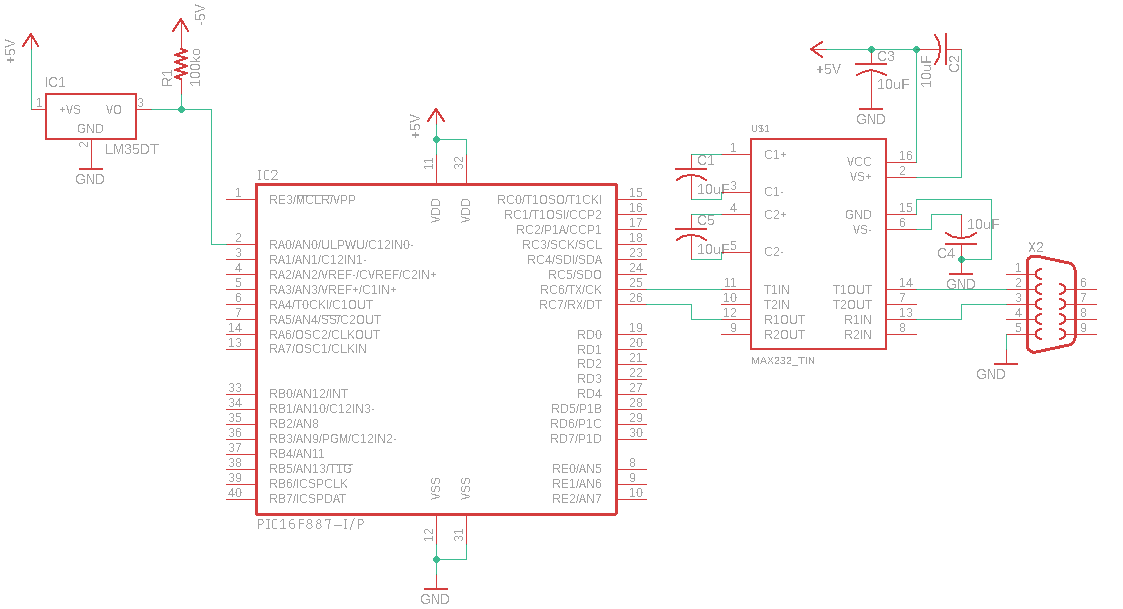 +5V
-5V
R1
100ko
IC1
1
+VS
VO
3
GND
2
LM35DT
GND
+5V
11
32
IC2
VDD
VDD
1
RE3/MCLR/VPP
2
RA0/AN0/ULPWU/C12IN0-
3
RA1/AN1/C12IN1-
4
RA2/AN2/VREF-/CVREF/C2IN+
5
RA3/AN3/VREF+/C1IN+
6
RA4/T0CKI/C1OUT
7
RA5/AN4/SS/C2OUT
14
RA6/OSC2/CLKOUT
13
RA7/OSC1/CLKIN
33
RB0/AN12/INT
34
RB1/AN10/C12IN3-
35
RB2/AN8
36
RB3/AN9/PGM/C12IN2-
37
RB4/AN11
38
RB5/AN13/T1G
39
RB6/ICSPCLK
40
RB7/ICSPDAT
RC0/T1OSO/T1CKI
15
RC1/T1OSI/CCP2
16
RC2/P1A/CCP1
17
RC3/SCK/SCL
18
RC4/SDI/SDA
23
RC5/SDO
24
RC6/TX/CK
25
RC7/RX/DT
26
RD0
19
RD1
20
RD2
21
RD3
22
RD4
27
RD5/P1B
28
RD6/P1C
29
RD7/P1D
30
RE0/AN5
8
RE1/AN6
9
RE2/AN7
10
VSS
VSS
PIC16F887-I/P
12
31
GND
+5V
C3
10uF
GND
10uF
C2
U$1
C1
10uF
C5
10uF
1
C1+
3
C1-
4
C2+
5
C2-
11
T1IN
10
T2IN
12
R1OUT
9
R2OUT
VCC
16
VS+
2
GND
15
VS-
6
T1OUT
14
T2OUT
7
R1IN
13
R2IN
8
MAX232_TIN
10uF
C4
GND
X2
1
2
3
4
5
6
7
8
9
GND